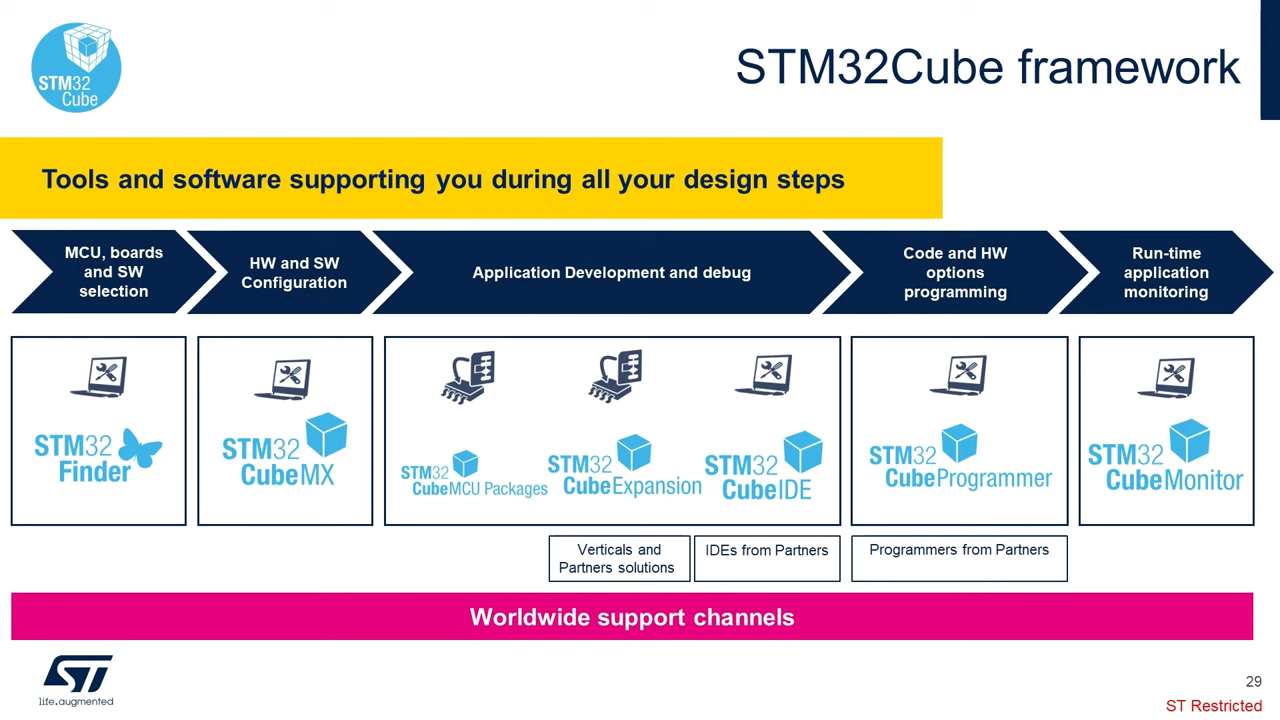 STM32
Cube
STM32Cube framework
Tools and software supporting you during all your design steps
MCU, boards
and SW
selection
HW and SW
Configuration
Application Development and debug
Code and HW
options
programming
Run-time
application
monitoring
STM32
Finder
STM32
CubeMX
STM32
CubeMCU Packages
STM32
CubeExpansion
STM32
CubeIDE
STM32
CubeProgrammer
STM32
CubeMonitor
Verticals and
Partners solutions
IDEs from Partners
Programmers from Partners
Worldwide support channels
ST
life.augmented
29
ST Restricted